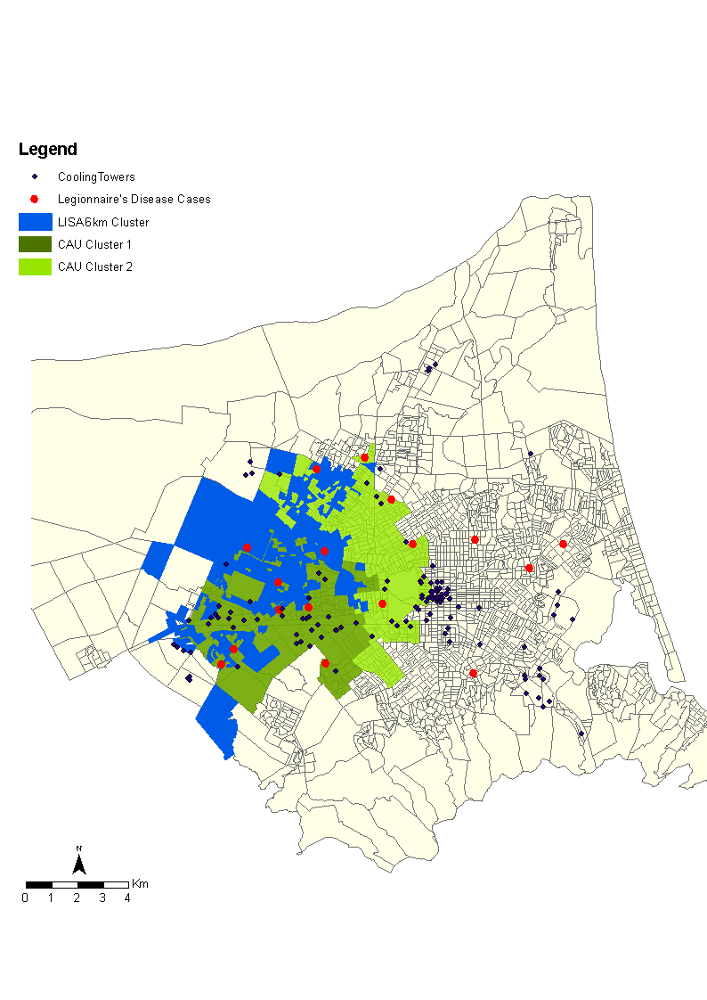 Legend
CoolingTowers
Legionnaire's Disease Cases
LISA6km Cluster
CAU Cluster 1
CAU Cluster 2
N
Km
0 1 2 3 4